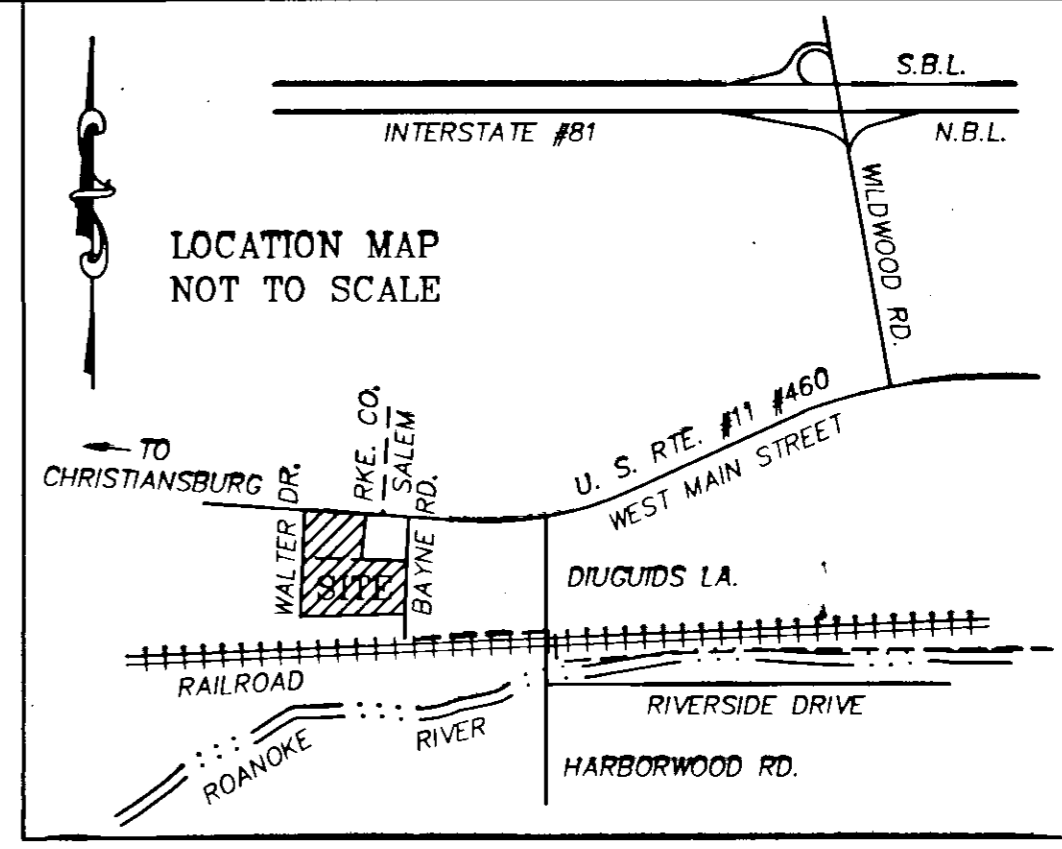 S.B.L.
INTERSTATE #81
N.B.L.
WILDWOOD RD.
LOCATION MAP
NOT TO SCALE
U. S. RTE. #11 #460
WEST MAIN STREET
TO
CHRISTIANSBURG
WALTER DR.
RKE. CO.
SALEM
BAYNE RD.
SITE
DIUGUIDS LA.
RAILROAD
RIVERSIDE DRIVE
ROANOKE
RIVER
HARBORWOOD RD.